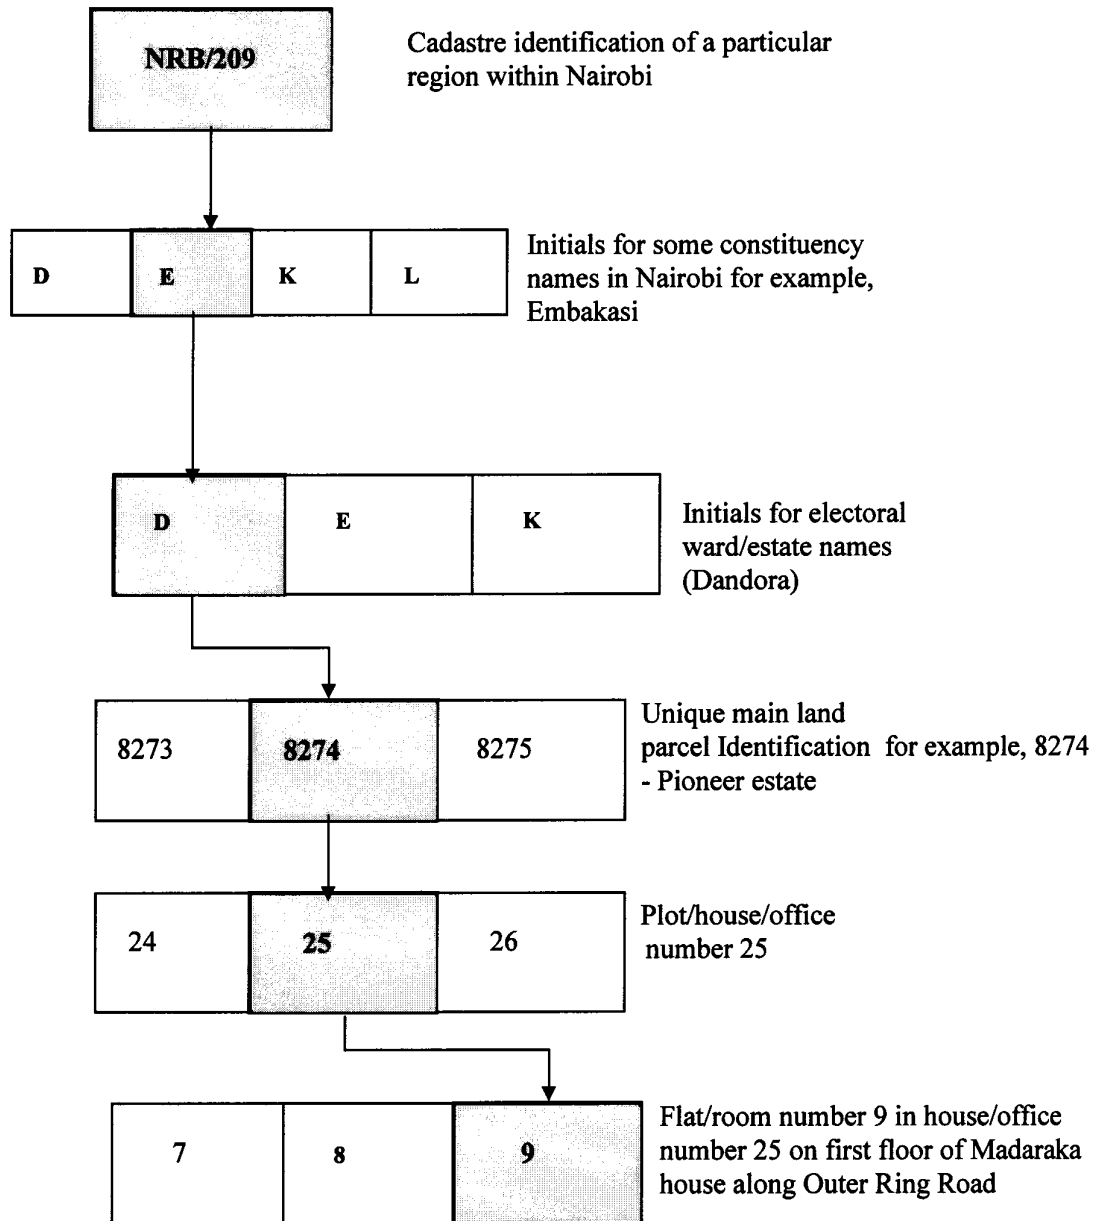 NRB/209
Cadastre identification of a particular
region within Nairobi
D E K L
Initials for some constituency
names in Nairobi for example,
Embakasi
D E K
Initials for electoral
ward/estate names
(Dandora)
8273 8274 8275
Unique main land
parcel Identification for example, 8274
- Pioneer estate
24 25 26
Plot/house/office
number 25
7 8 9
Flat/room number 9 in house/office
number 25 on first floor of Madaraka
house along Outer Ring Road